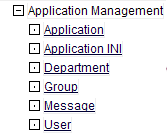 Application Management
Application
Application INI
Department
Group
Message
User